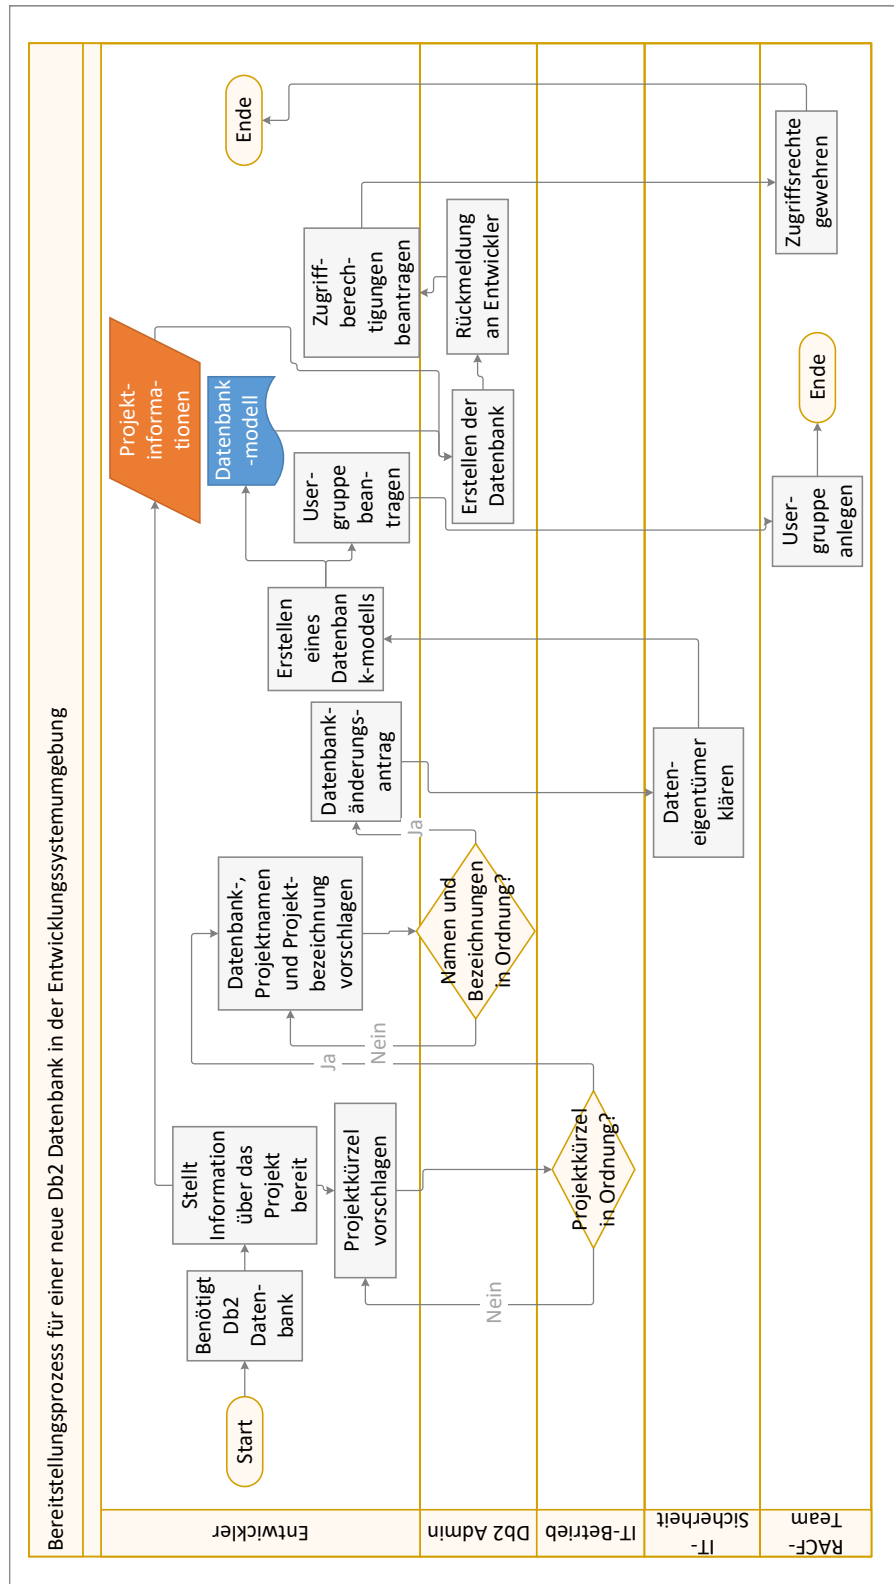 Bereitstellungsprozess für einer neue Db2 Datenbank in der Entwicklungssystemumgebung
Entwickler
Start
Benötigt
Db2
Daten-
bank
Stellt
Information
über das
Projekt
bereit
Projektkürzel
vorschlagen
Nein
Ja
Datenbank-,
Projektnamen
und Projekt-
bezeichnung
vorschlagen
Nein
Ja
Datenbank-
änderungs-
antrag
Erstellen
eines
Datenban
k-modells
User-
gruppe
bean-
tragen
Projekt-
informa-
tionen
Datenbank
-modell
Zugriff-
berech-
tigungen
beantragen
Ende
Db2 Admin
Namen und
Bezeichnungen
in Ordnung?
Erstellen der
Datenbank
Rückmeldung
an Entwickler
IT-Betrieb
Projektkürzel
in Ordnung?
IT-
Sicherheit
Daten-
eigentümer
klären
RACF-
Team
User-
gruppe
anlegen
Ende
Zugriffsrechte
gewehren